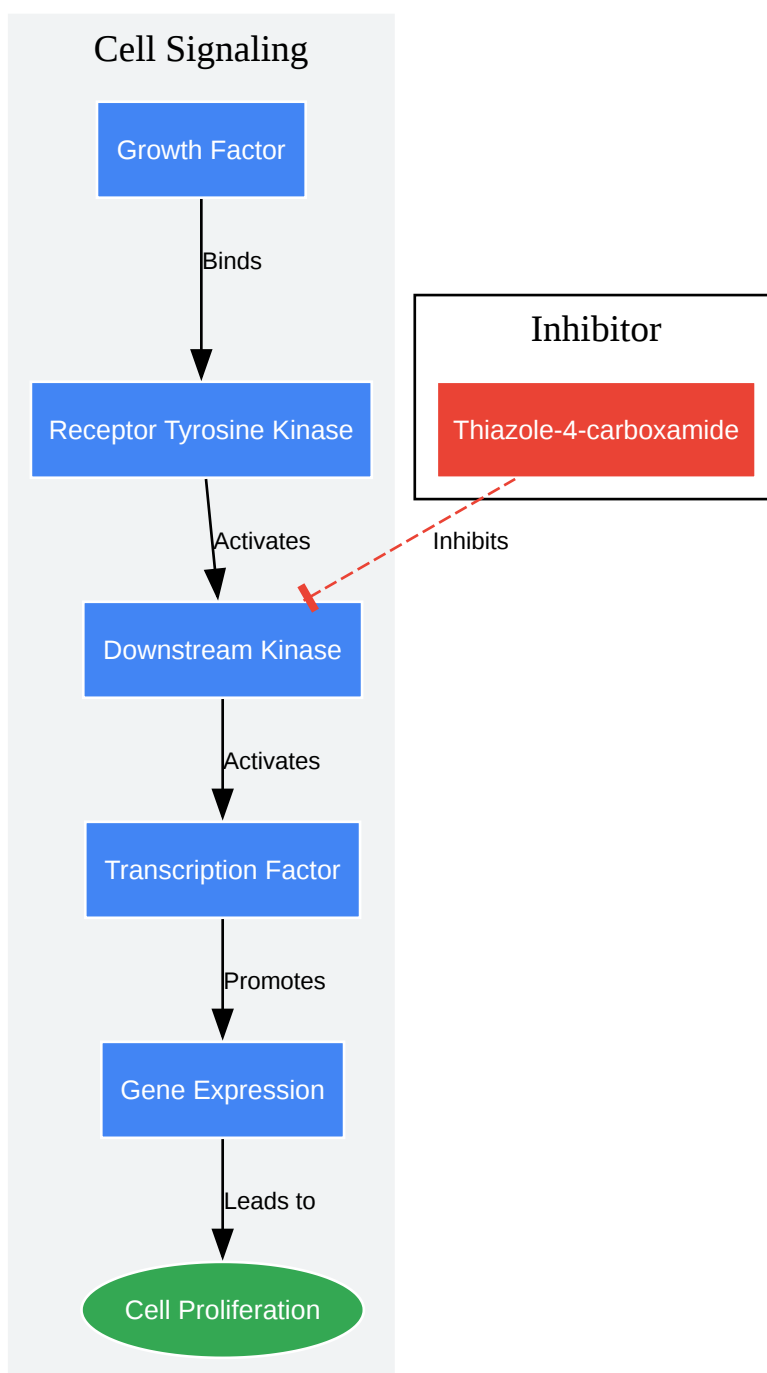 Cell Signaling
Growth Factor
Binds
Inhibitor
Receptor Tyrosine Kinase
Thiazole-4-carboxamide
Activates
Inhibits
Downstream Kinase
Activates
Transcription Factor
Promotes
Gene Expression
Leads to
Cell Proliferation